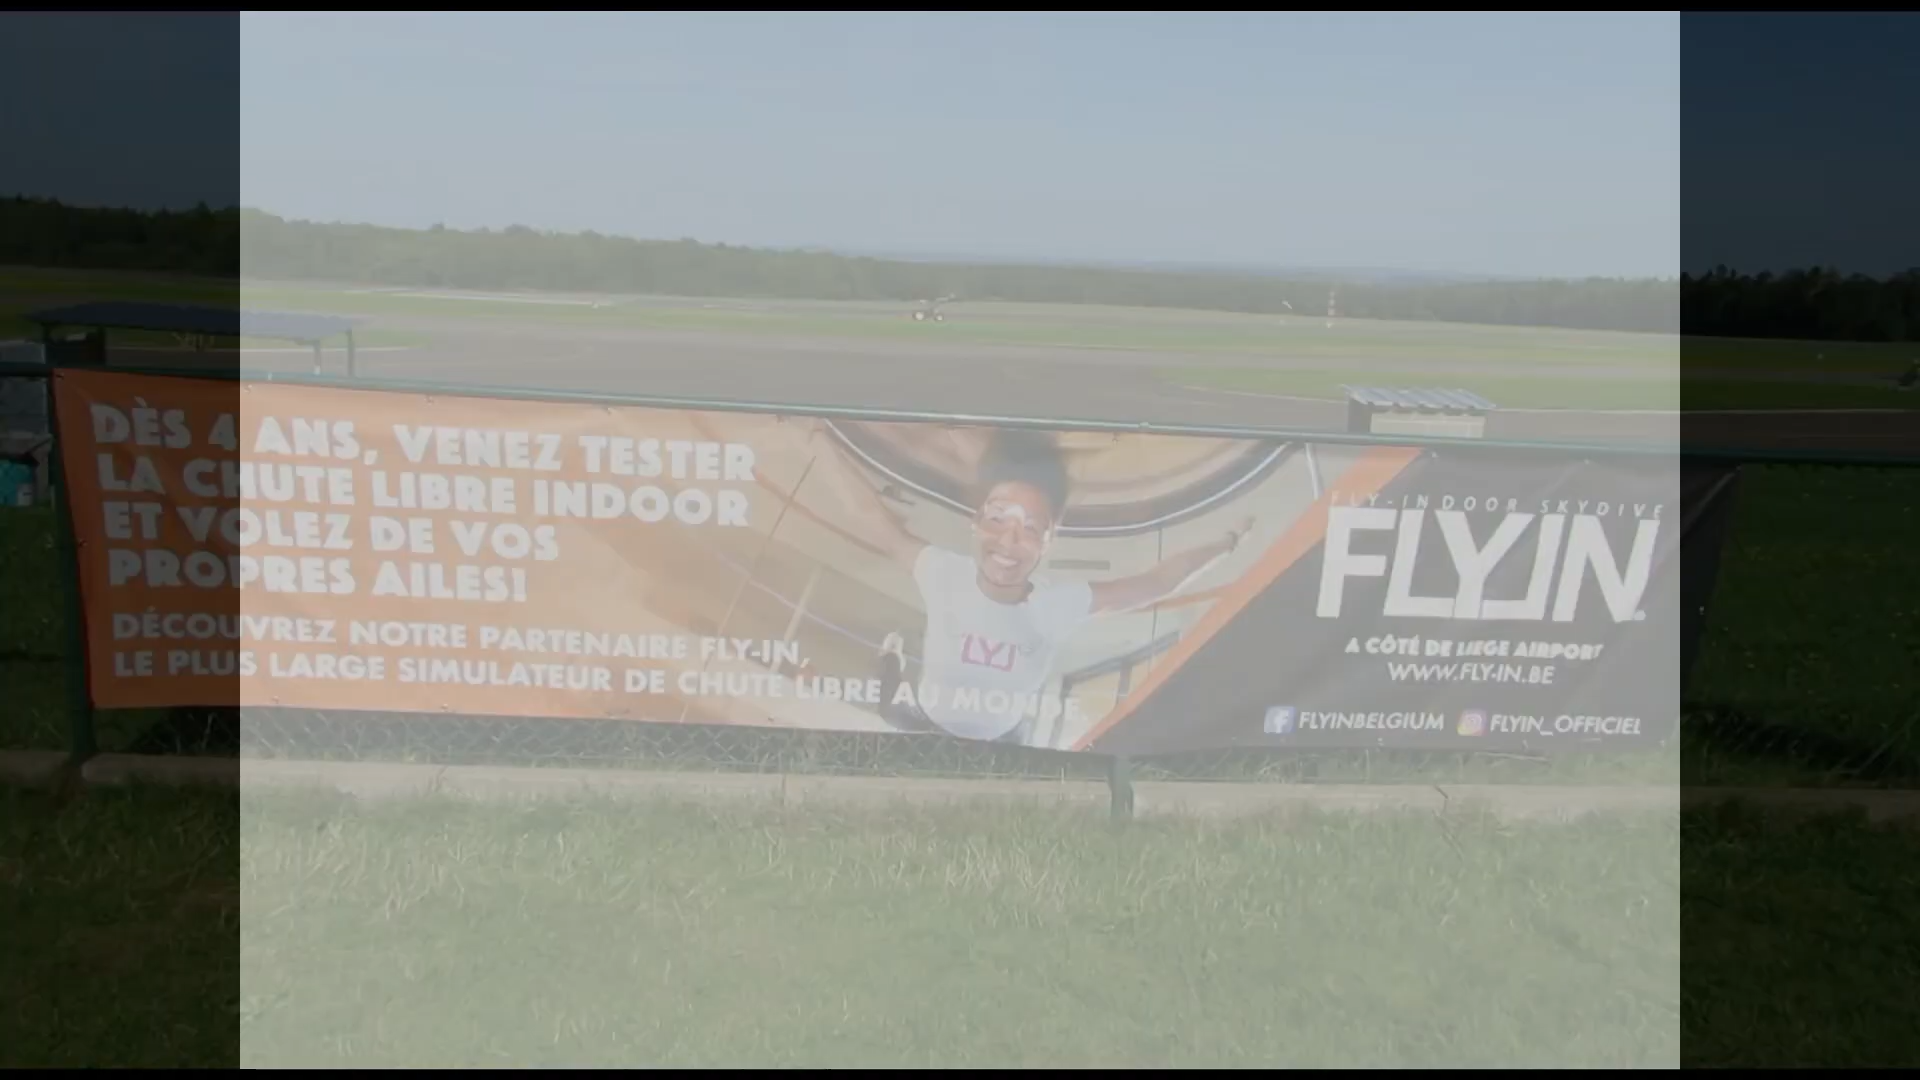 DÈS 4 ANS, VENEZ TESTER
LA CHUTE LIBRE INDOOR
ET VOLEZ DE VOS
PROPRES AILES!
DÉCOUVREZ NOTRE PARTENAIRE FLY-IN,
LE PLUS LARGE SIMULATEUR DE CHUTE LIBRE AU MONDE.
LYJ
FLY-INDOOR SKYDIVE
FLYIN.
A CÔTÉ DE LIEGE AIRPORT
WWW.FLY-IN.BE
FLYINBELGIUM FLYIN_OFFICIEL